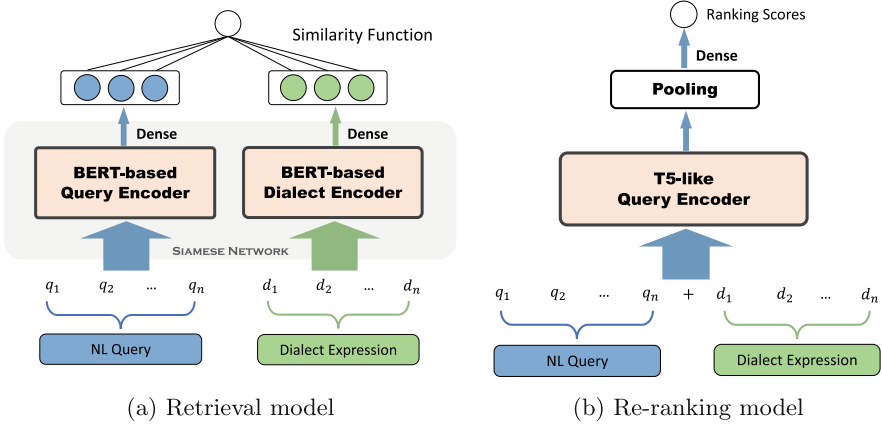 Similarity Function
Dense
Dense
BERT-based
Query Encoder
BERT-based
Dialect Encoder
SIAMESE NETWORK
q1 q2 ... qn
d1 d2 ... dn
NL Query
Dialect Expression
(a) Retrieval model
Ranking Scores
Dense
Pooling
T5-like
Query Encoder
q1 q2 ... qn + d1 d2 ... dn
NL Query
Dialect Expression
(b) Re-ranking model